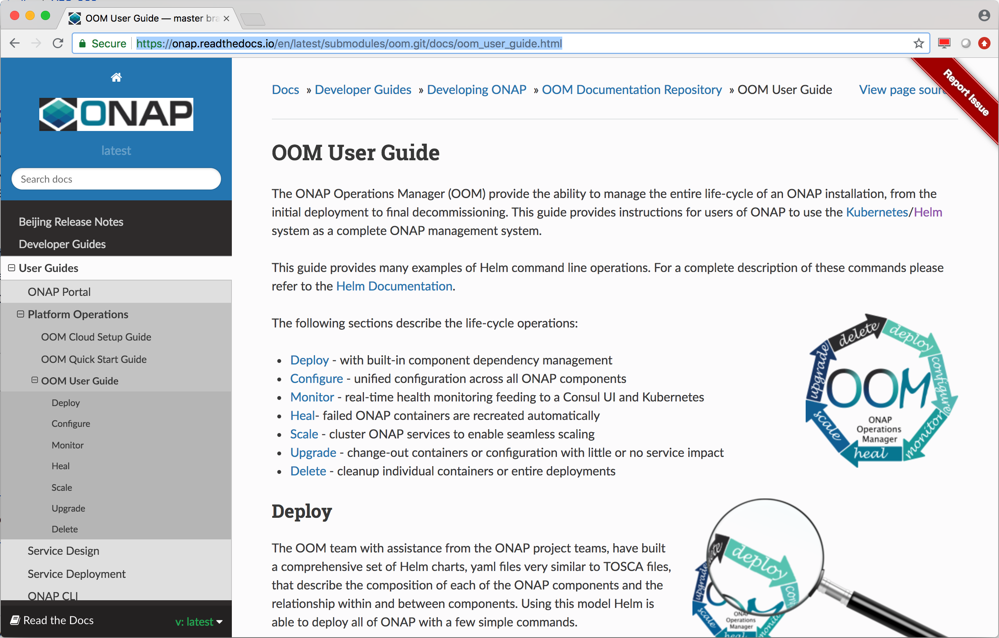 OOM User Guide — master bra
Secure
https://onap.readthedocs.io/en/latest/submodules/oom.git/docs/oom_user_guide.html
ONAP
latest
Search docs
Beijing Release Notes
Developer Guides
User Guides
ONAP Portal
Platform Operations
OOM Cloud Setup Guide
OOM Quick Start Guide
OOM User Guide
Deploy
Configure
Monitor
Heal
Scale
Upgrade
Delete
Service Design
Service Deployment
ONAP CLI
Read the Docs
v: latest
Docs » Developer Guides » Developing ONAP » OOM Documentation Repository » OOM User Guide
View page sour
Report Issue
OOM User Guide
The ONAP Operations Manager (OOM) provide the ability to manage the entire life-cycle of an ONAP installation, from the
initial deployment to final decommissioning. This guide provides instructions for users of ONAP to use the Kubernetes/Helm
system as a complete ONAP management system.
This guide provides many examples of Helm command line operations. For a complete description of these commands please
refer to the Helm Documentation.
The following sections describe the life-cycle operations:
• Deploy - with built-in component dependency management
• Configure - unified configuration across all ONAP components
• Monitor - real-time health monitoring feeding to a Consul UI and Kubernetes
• Heal- failed ONAP containers are recreated automatically
• Scale - cluster ONAP services to enable seamless scaling
• Upgrade - change-out containers or configuration with little or no service impact
• Delete - cleanup individual containers or entire deployments
delete
deploy
configure
monitor
heal
scale
upgrade
OOM
ONAP
Operations
Manager
Deploy
The OOM team with assistance from the ONAP project teams, have built
a comprehensive set of Helm charts, yaml files very similar to TOSCA files,
that describe the composition of each of the ONAP components and the
relationship within and between components. Using this model Helm is
able to deploy all of ONAP with a few simple commands.
deploy
upgrade
scale
Operations
Manager
heal